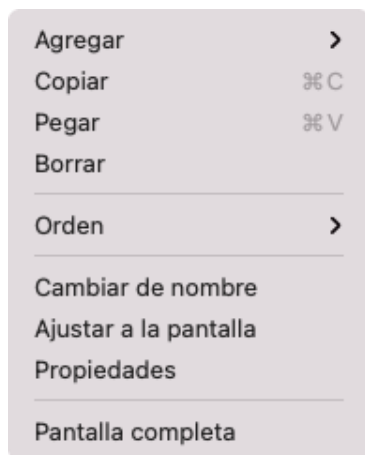 Agregar
Copiar ⌘C
Pegar ⌘V
Borrar
Orden
Cambiar de nombre
Ajustar a la pantalla
Propiedades
Pantalla completa